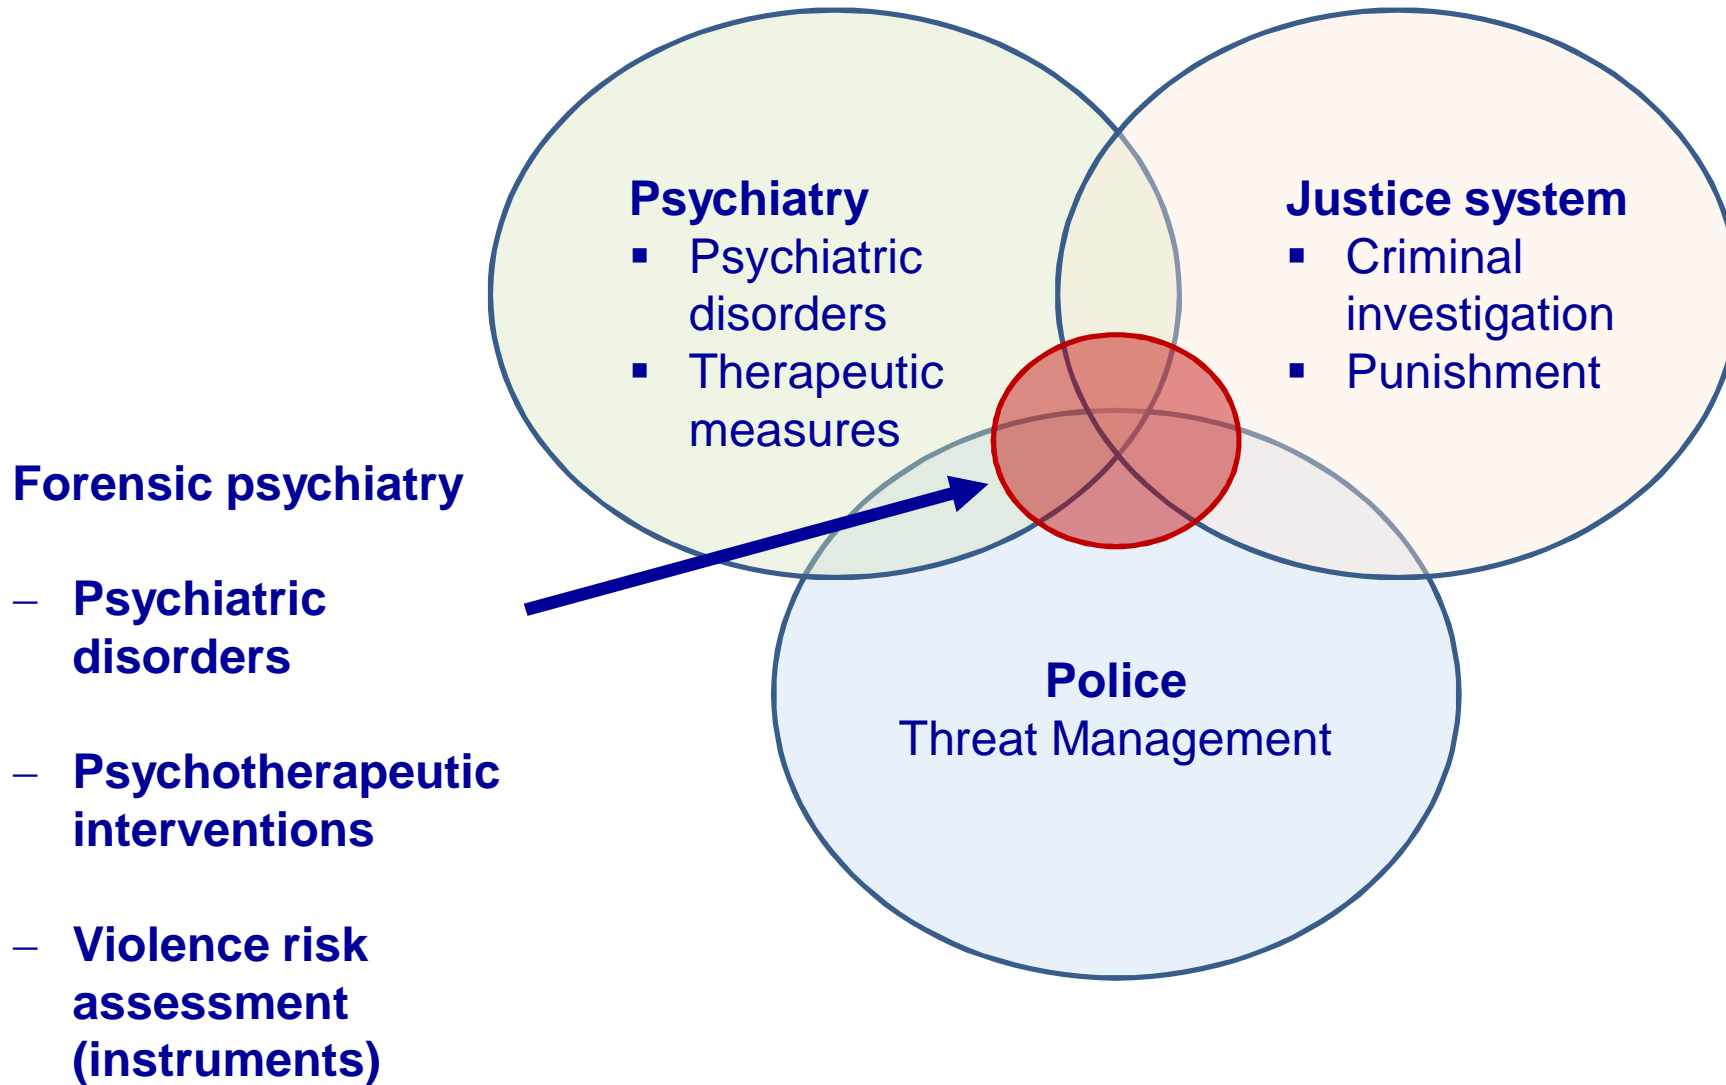 Psychiatry
▪ Psychiatric
disorders
▪ Therapeutic
measures
Justice system
▪ Criminal
investigation
▪ Punishment
Forensic psychiatry
– Psychiatric
disorders
– Psychotherapeutic
interventions
– Violence risk
assessment
(instruments)
Police
Threat Management